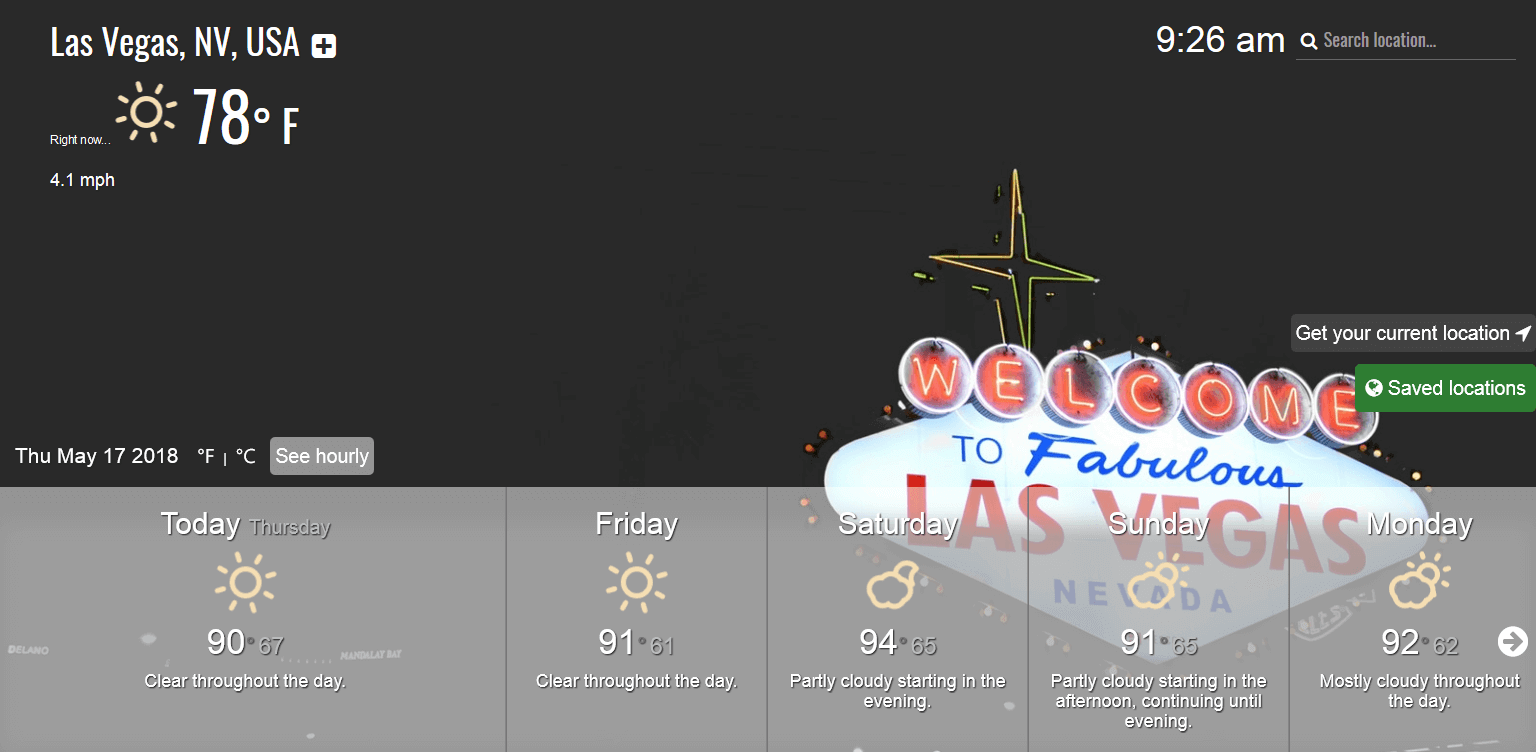 Las Vegas, NV, USA
9:26 am
Search location...
Right now...
78° F
4.1 mph
Get your current location
WELCOME
Saved locations
TO Fabulous
Thu May 17 2018 °F | °C See hourly
LAS VEGAS
NEVADA
Today Thursday
90° 67
Clear throughout the day.
Friday
91° 61
Clear throughout the day.
Saturday
94° 65
Partly cloudy starting in the
evening.
Sunday
91° 65
Partly cloudy starting in the
afternoon, continuing until
evening.
Monday
92° 62
Mostly cloudy throughout
the day.
DELANO
MANDALAY BAY